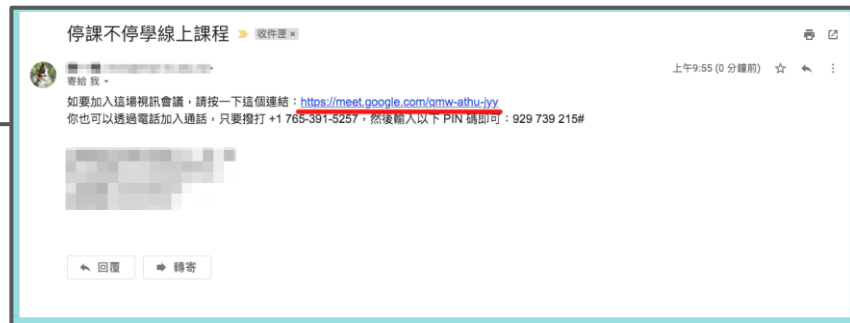 停課不停學線上課程 收件匣 ×
寄給 我
上午9:55 (0 分鐘前)
如要加入這場視訊會議，請按一下這個連結：https://meet.google.com/qmw-athu-jyy
你也可以透過電話加入通話，只要撥打 +1 765-391-5257，然後輸入以下 PIN 碼即可：929 739 215#
回覆 轉寄